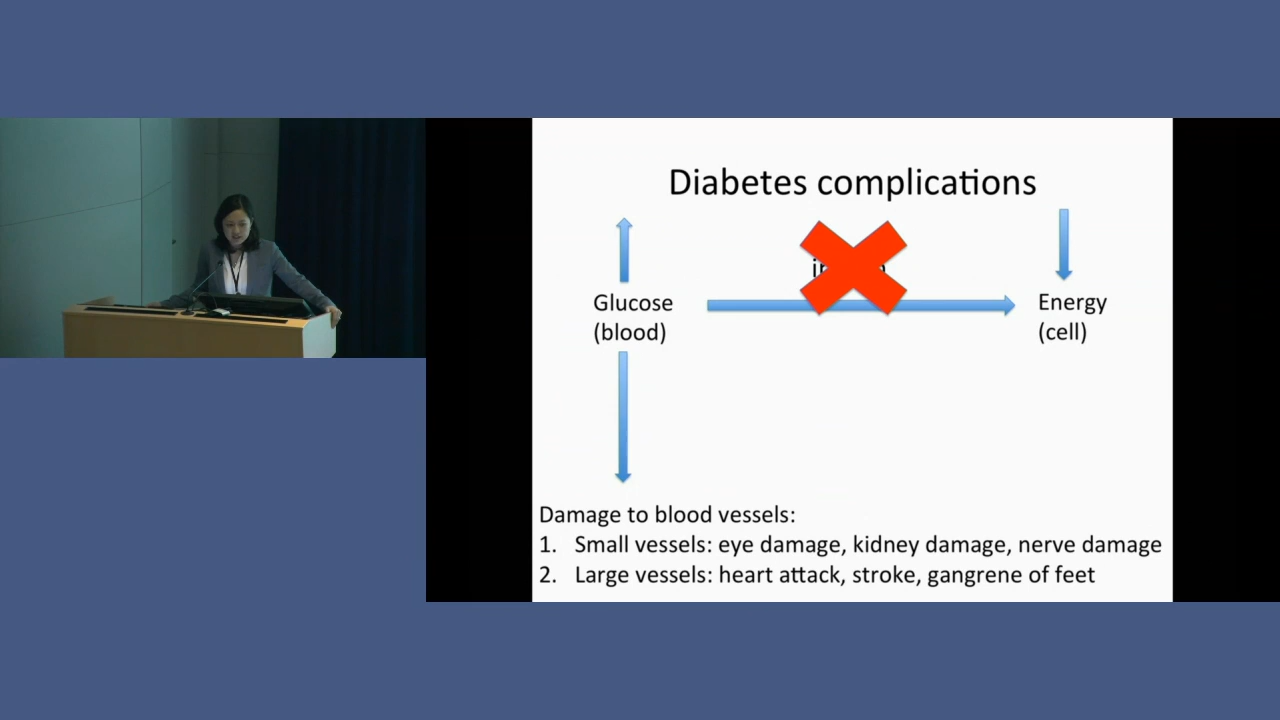 Diabetes complications
Glucose
(blood)
Energy
(cell)
Damage to blood vessels:
1. Small vessels: eye damage, kidney damage, nerve damage
2. Large vessels: heart attack, stroke, gangrene of feet